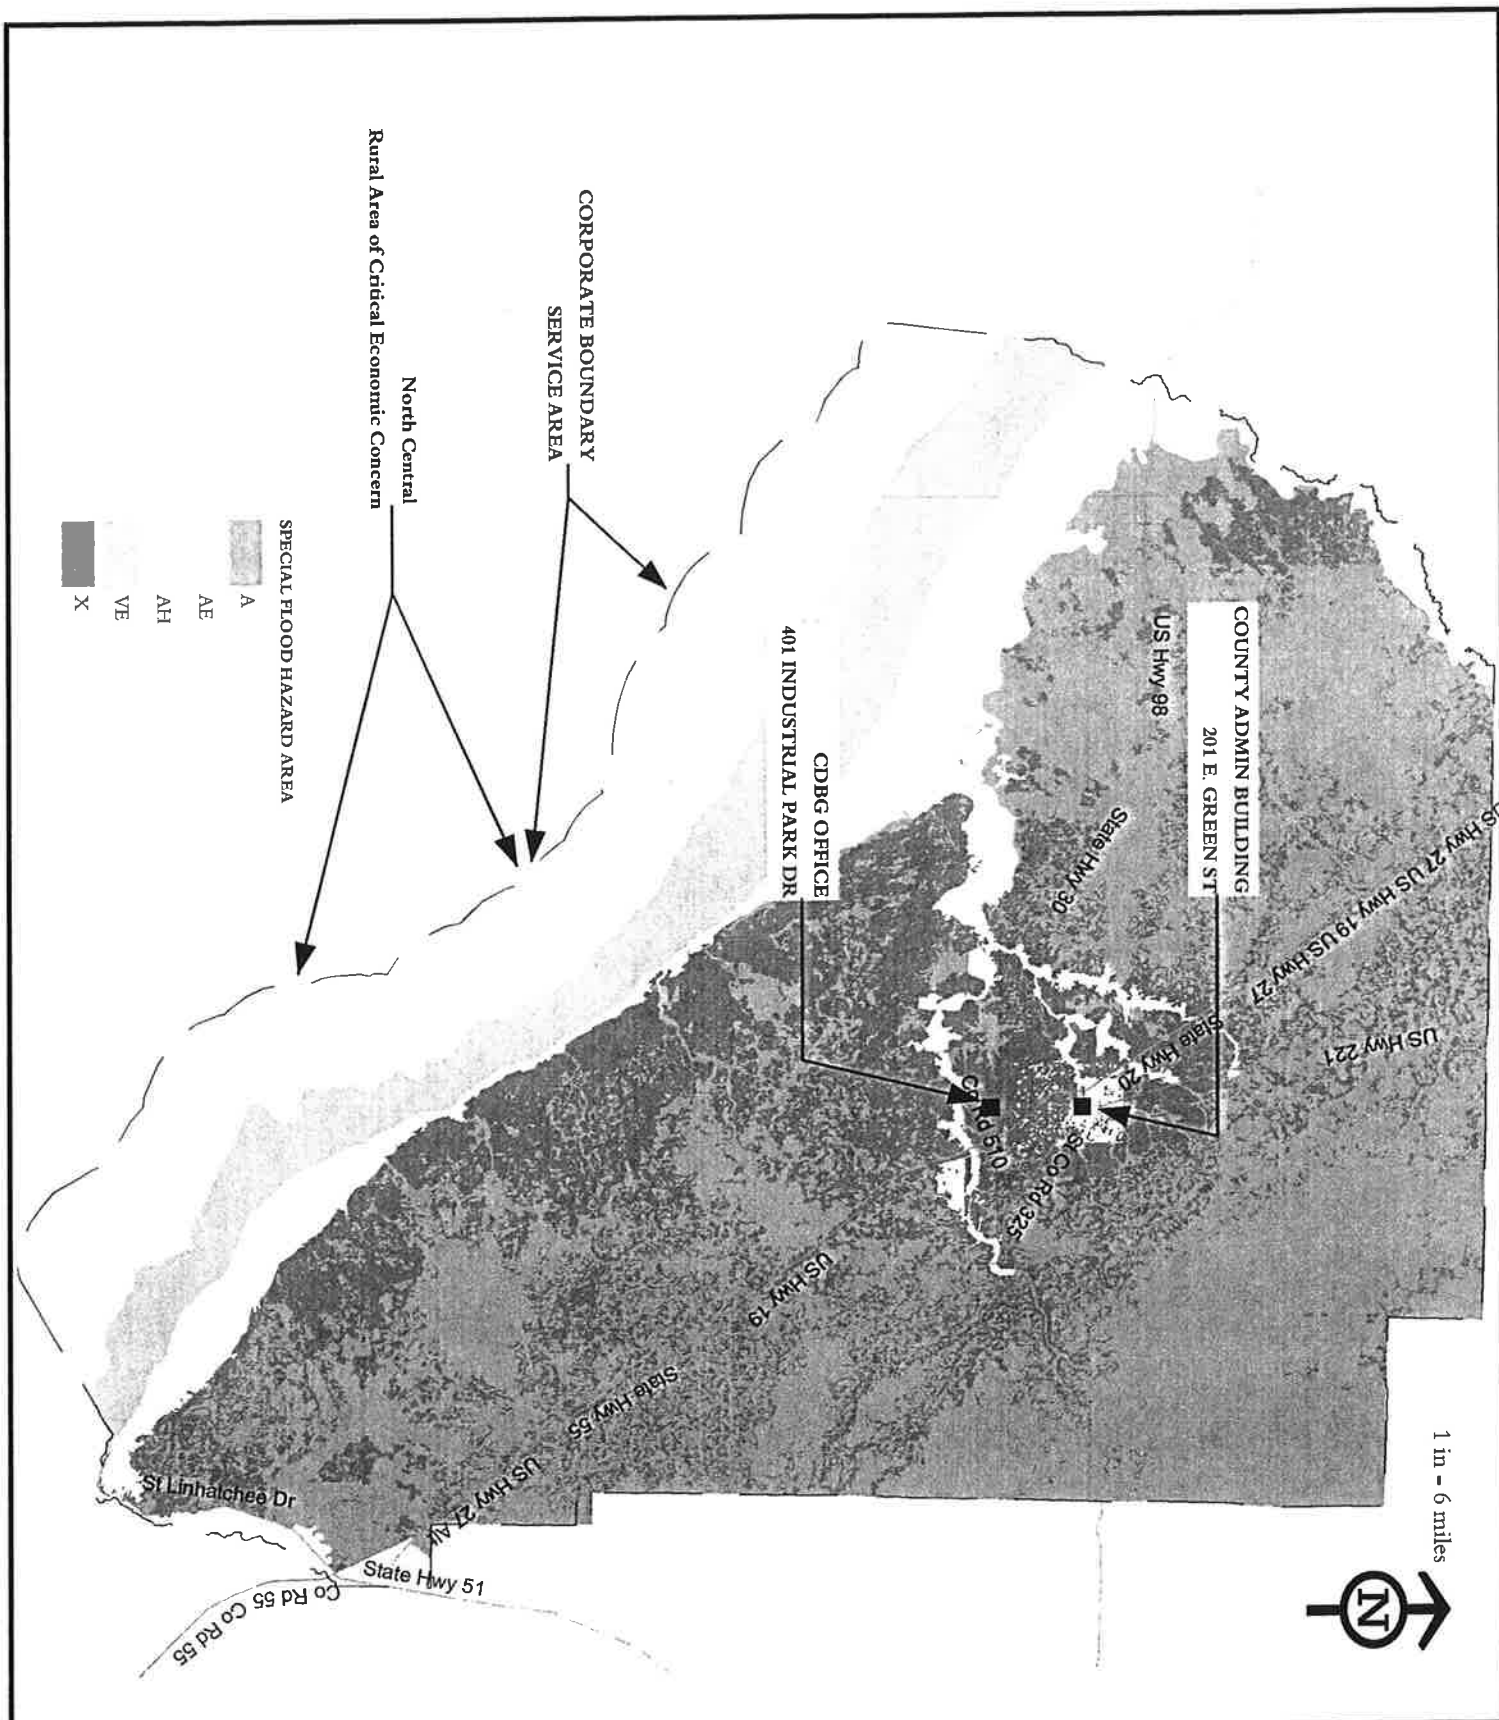 1 in = 6 miles
N
US Hwy 27 US Hwy 19 US Hwy 27
US Hwy 221
COUNTY ADMIN BUILDING
201 E. GREEN ST
US Hwy 98
State Hwy 30
State Hwy 20
CDBG OFFICE
401 INDUSTRIAL PARK DR
Co Rd 510
St Co Rd 325
US Hwy 19
State Hwy 55
US Hwy 27 Alt
State Hwy 51
St Linhatchee Dr
Co Rd 55 Co Rd 55
CORPORATE BOUNDARY
SERVICE AREA
North Central
Rural Area of Critical Economic Concern
SPECIAL FLOOD HAZARD AREA
A
AE
AH
VE
X